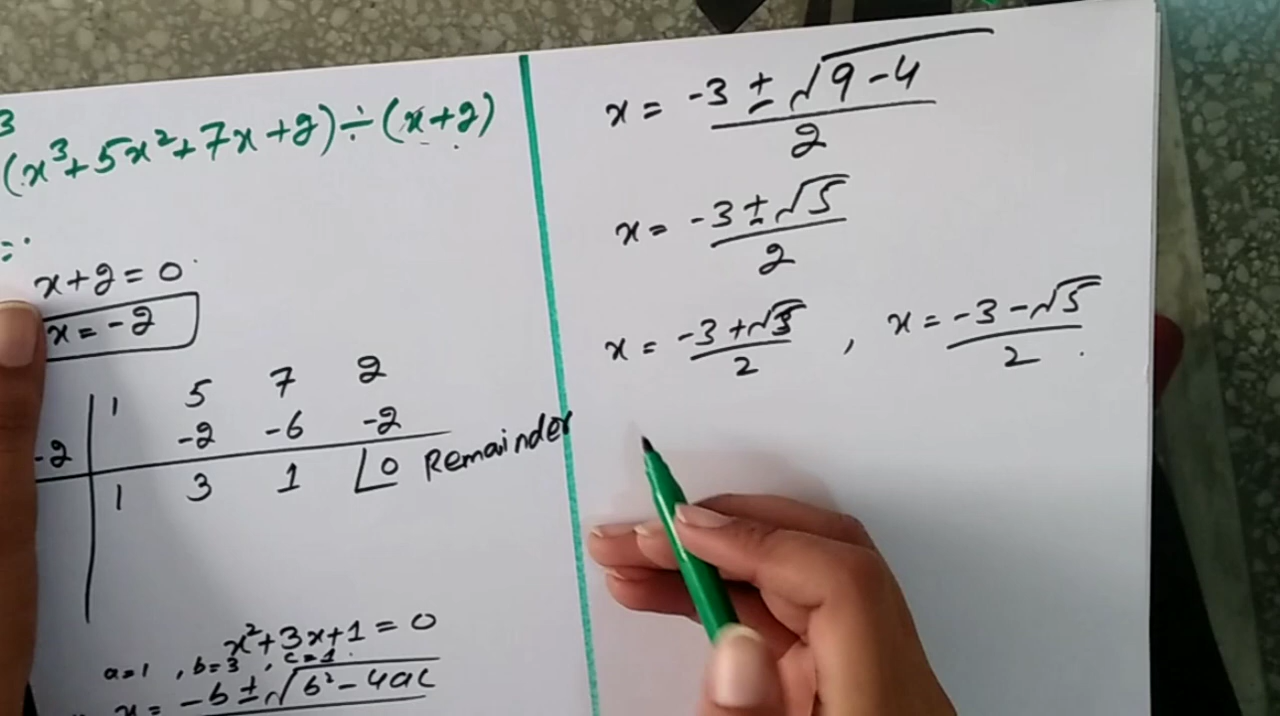 3
(x³+5x²+7x+2)÷(x+2)
x+2=0
x=-2
1 5 7 2
-2 -2 -6 -2
1 3 1 0 Remainder
x²+3x+1=0
a=1 , b=3 , c=1
x = -b±√b²-4ac
x = -3±√9-4 / 2
x = -3±√5 / 2
x = -3+√5 / 2 , x = -3-√5 / 2